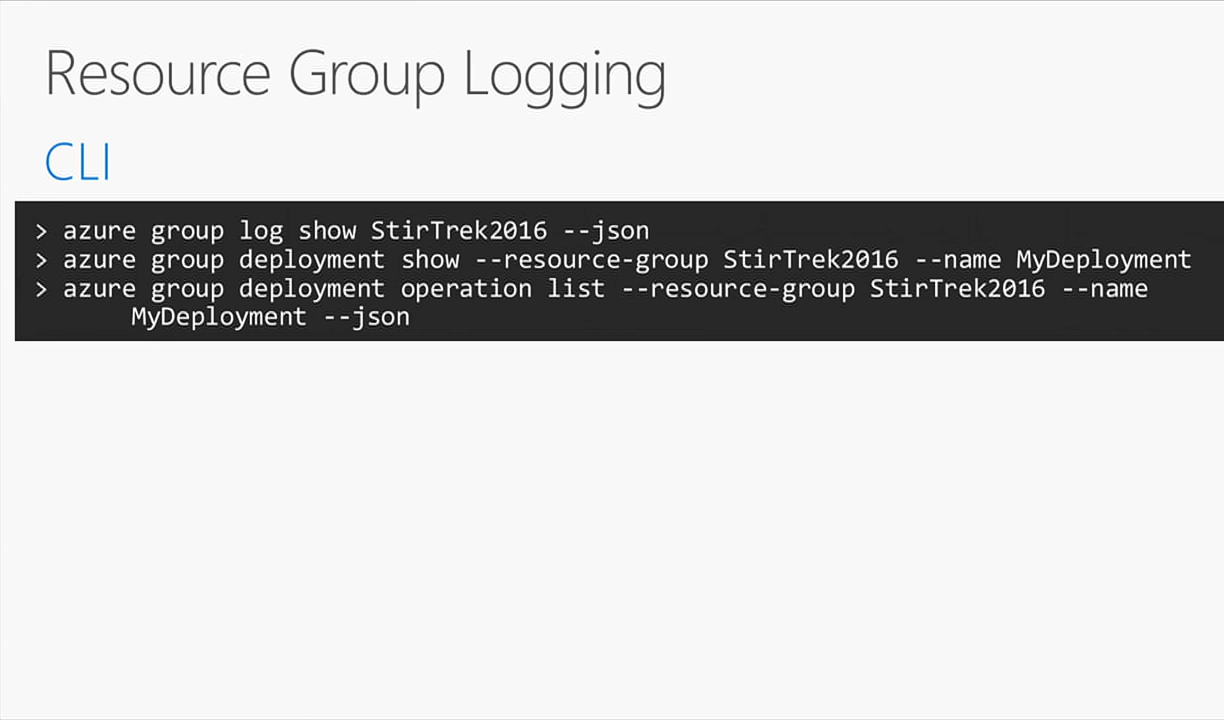 Resource Group Logging
CLI
> azure group log show StirTrek2016 --json
> azure group deployment show --resource-group StirTrek2016 --name MyDeployment
> azure group deployment operation list --resource-group StirTrek2016 --name
MyDeployment --json